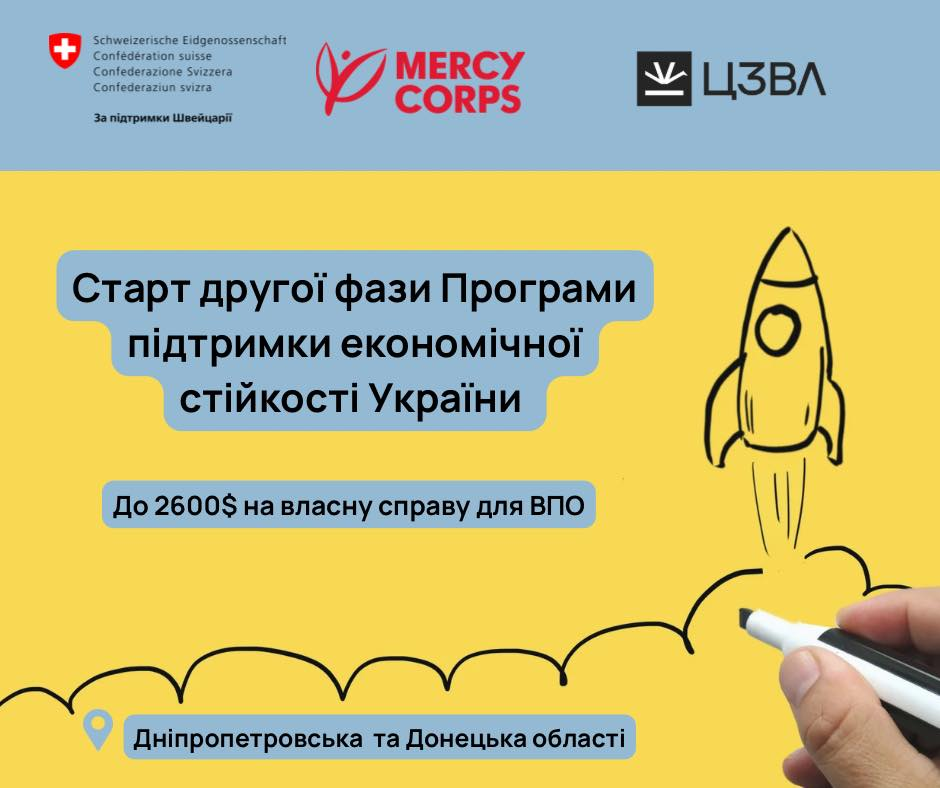 Schweizerische Eidgenossenschaft
Confédération suisse
Confederazione Svizzera
Confederaziun svizra
За підтримки Швейцарії
MERCY
CORPS
ЦЗВЛ
Старт другої фази Програми
підтримки економічної
стійкості України
До 2600$ на власну справу для ВПО
Дніпропетровська та Донецька області